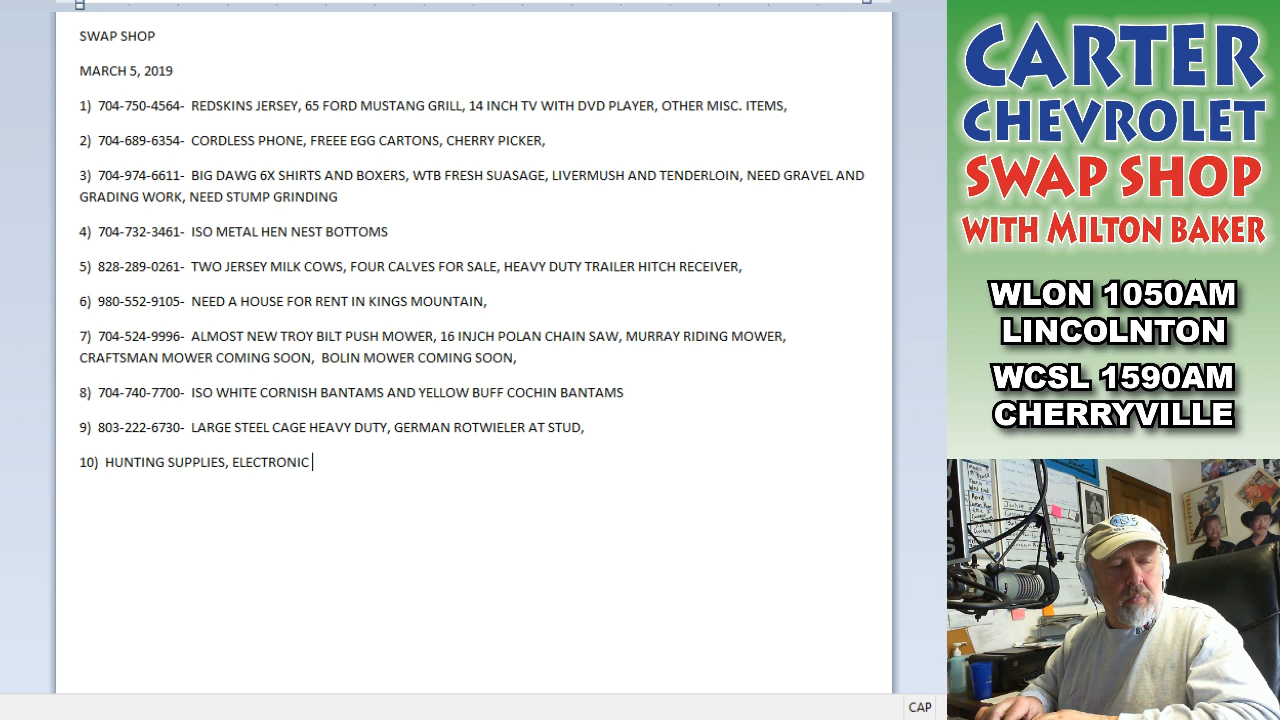 SWAP SHOP
MARCH 5, 2019
1) 704-750-4564- REDSKINS JERSEY, 65 FORD MUSTANG GRILL, 14 INCH TV WITH DVD PLAYER, OTHER MISC. ITEMS,
2) 704-689-6354- CORDLESS PHONE, FREEE EGG CARTONS, CHERRY PICKER,
3) 704-974-6611- BIG DAWG 6X SHIRTS AND BOXERS, WTB FRESH SUASAGE, LIVERMUSH AND TENDERLOIN, NEED GRAVEL AND
GRADING WORK, NEED STUMP GRINDING
4) 704-732-3461- ISO METAL HEN NEST BOTTOMS
5) 828-289-0261- TWO JERSEY MILK COWS, FOUR CALVES FOR SALE, HEAVY DUTY TRAILER HITCH RECEIVER,
6) 980-552-9105- NEED A HOUSE FOR RENT IN KINGS MOUNTAIN,
7) 704-524-9996- ALMOST NEW TROY BILT PUSH MOWER, 16 INJCH POLAN CHAIN SAW, MURRAY RIDING MOWER,
CRAFTSMAN MOWER COMING SOON, BOLIN MOWER COMING SOON,
8) 704-740-7700- ISO WHITE CORNISH BANTAMS AND YELLOW BUFF COCHIN BANTAMS
9) 803-222-6730- LARGE STEEL CAGE HEAVY DUTY, GERMAN ROTWIELER AT STUD,
10) HUNTING SUPPLIES, ELECTRONIC
CAP
CARTER
CHEVROLET
SWAP SHOP
WITH MILTON BAKER
WLON 1050AM
LINCOLNTON
WCSL 1590AM
CHERRYVILLE